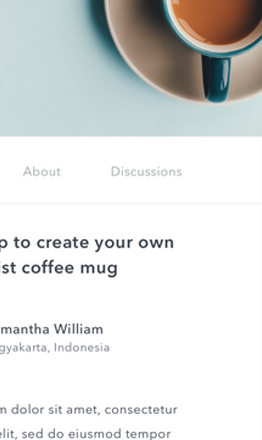 About Discussions
p to create your own
ist coffee mug
mantha William
gyakarta, Indonesia
m dolor sit amet, consectetur
elit, sed do eiusmod tempor